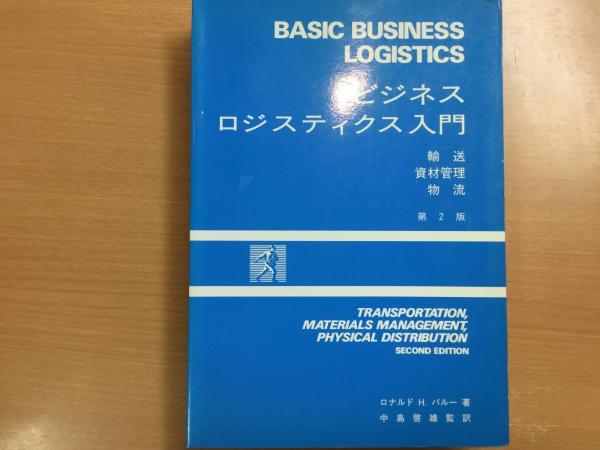 BASIC BUSINESS
LOGISTICS
ビジネス
ロジスティクス入門
輸送
資材管理
物流
第2版
TRANSPORTATION,
MATERIALS MANAGEMENT,
PHYSICAL DISTRIBUTION
SECOND EDITION
ロナルド H. バルー 著
中島啓雄監訳